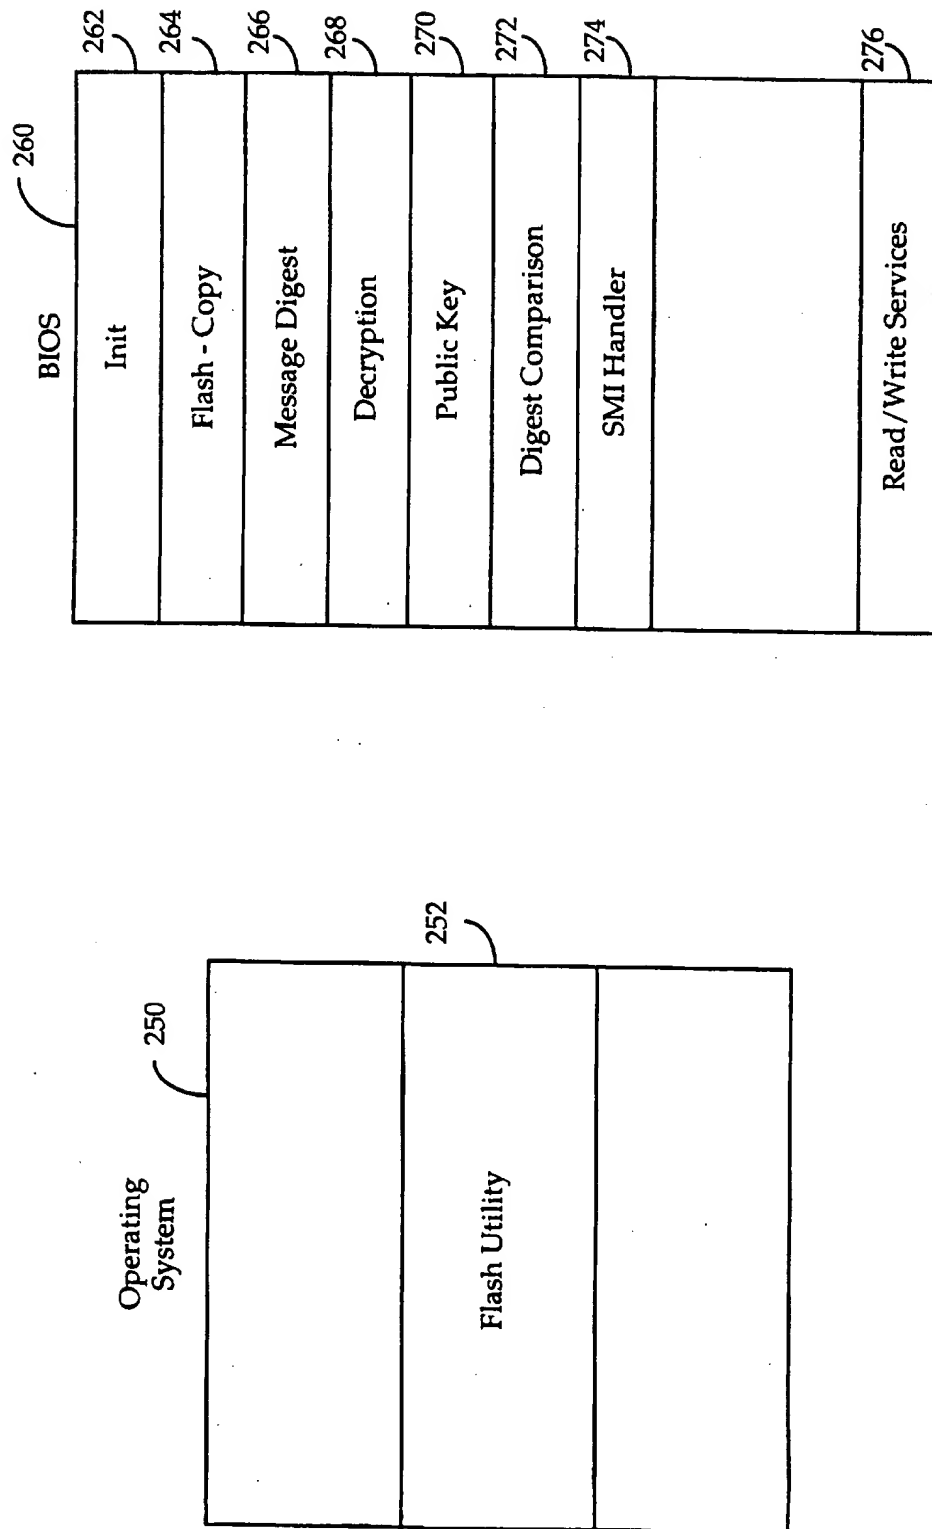 Operating
System
250
Flash Utility
252
BIOS
260
Init
262
Flash - Copy
264
Message Digest
266
Decryption
268
Public Key
270
Digest Comparison
272
SMI Handler
274
Read/Write Services
276